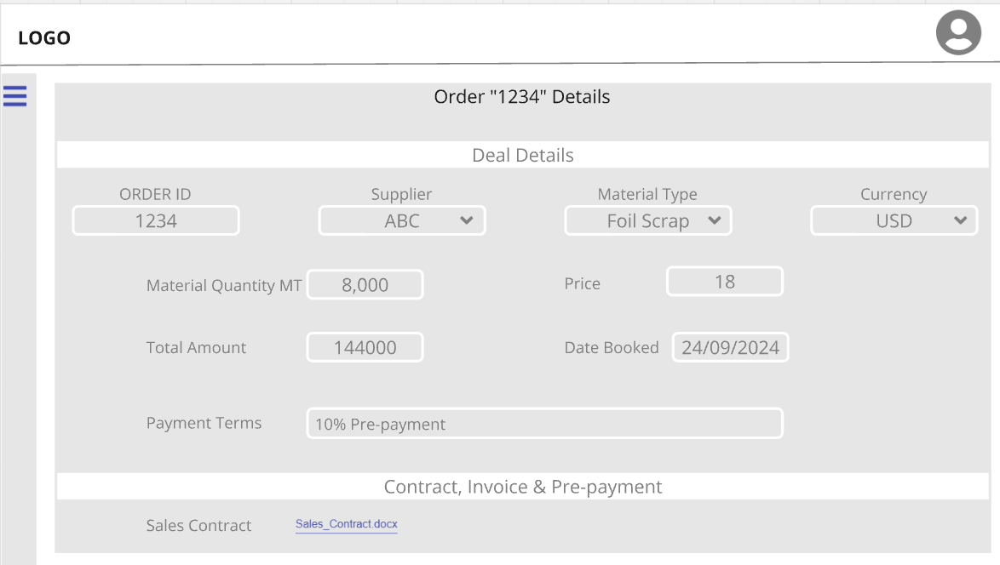 LOGO
Order "1234" Details
Deal Details
ORDER ID Supplier Material Type Currency
1234 ABC Foil Scrap USD
Material Quantity MT 8,000 Price 18
Total Amount 144000 Date Booked 24/09/2024
Payment Terms 10% Pre-payment
Contract, Invoice & Pre-payment
Sales Contract Sales_Contract.docx